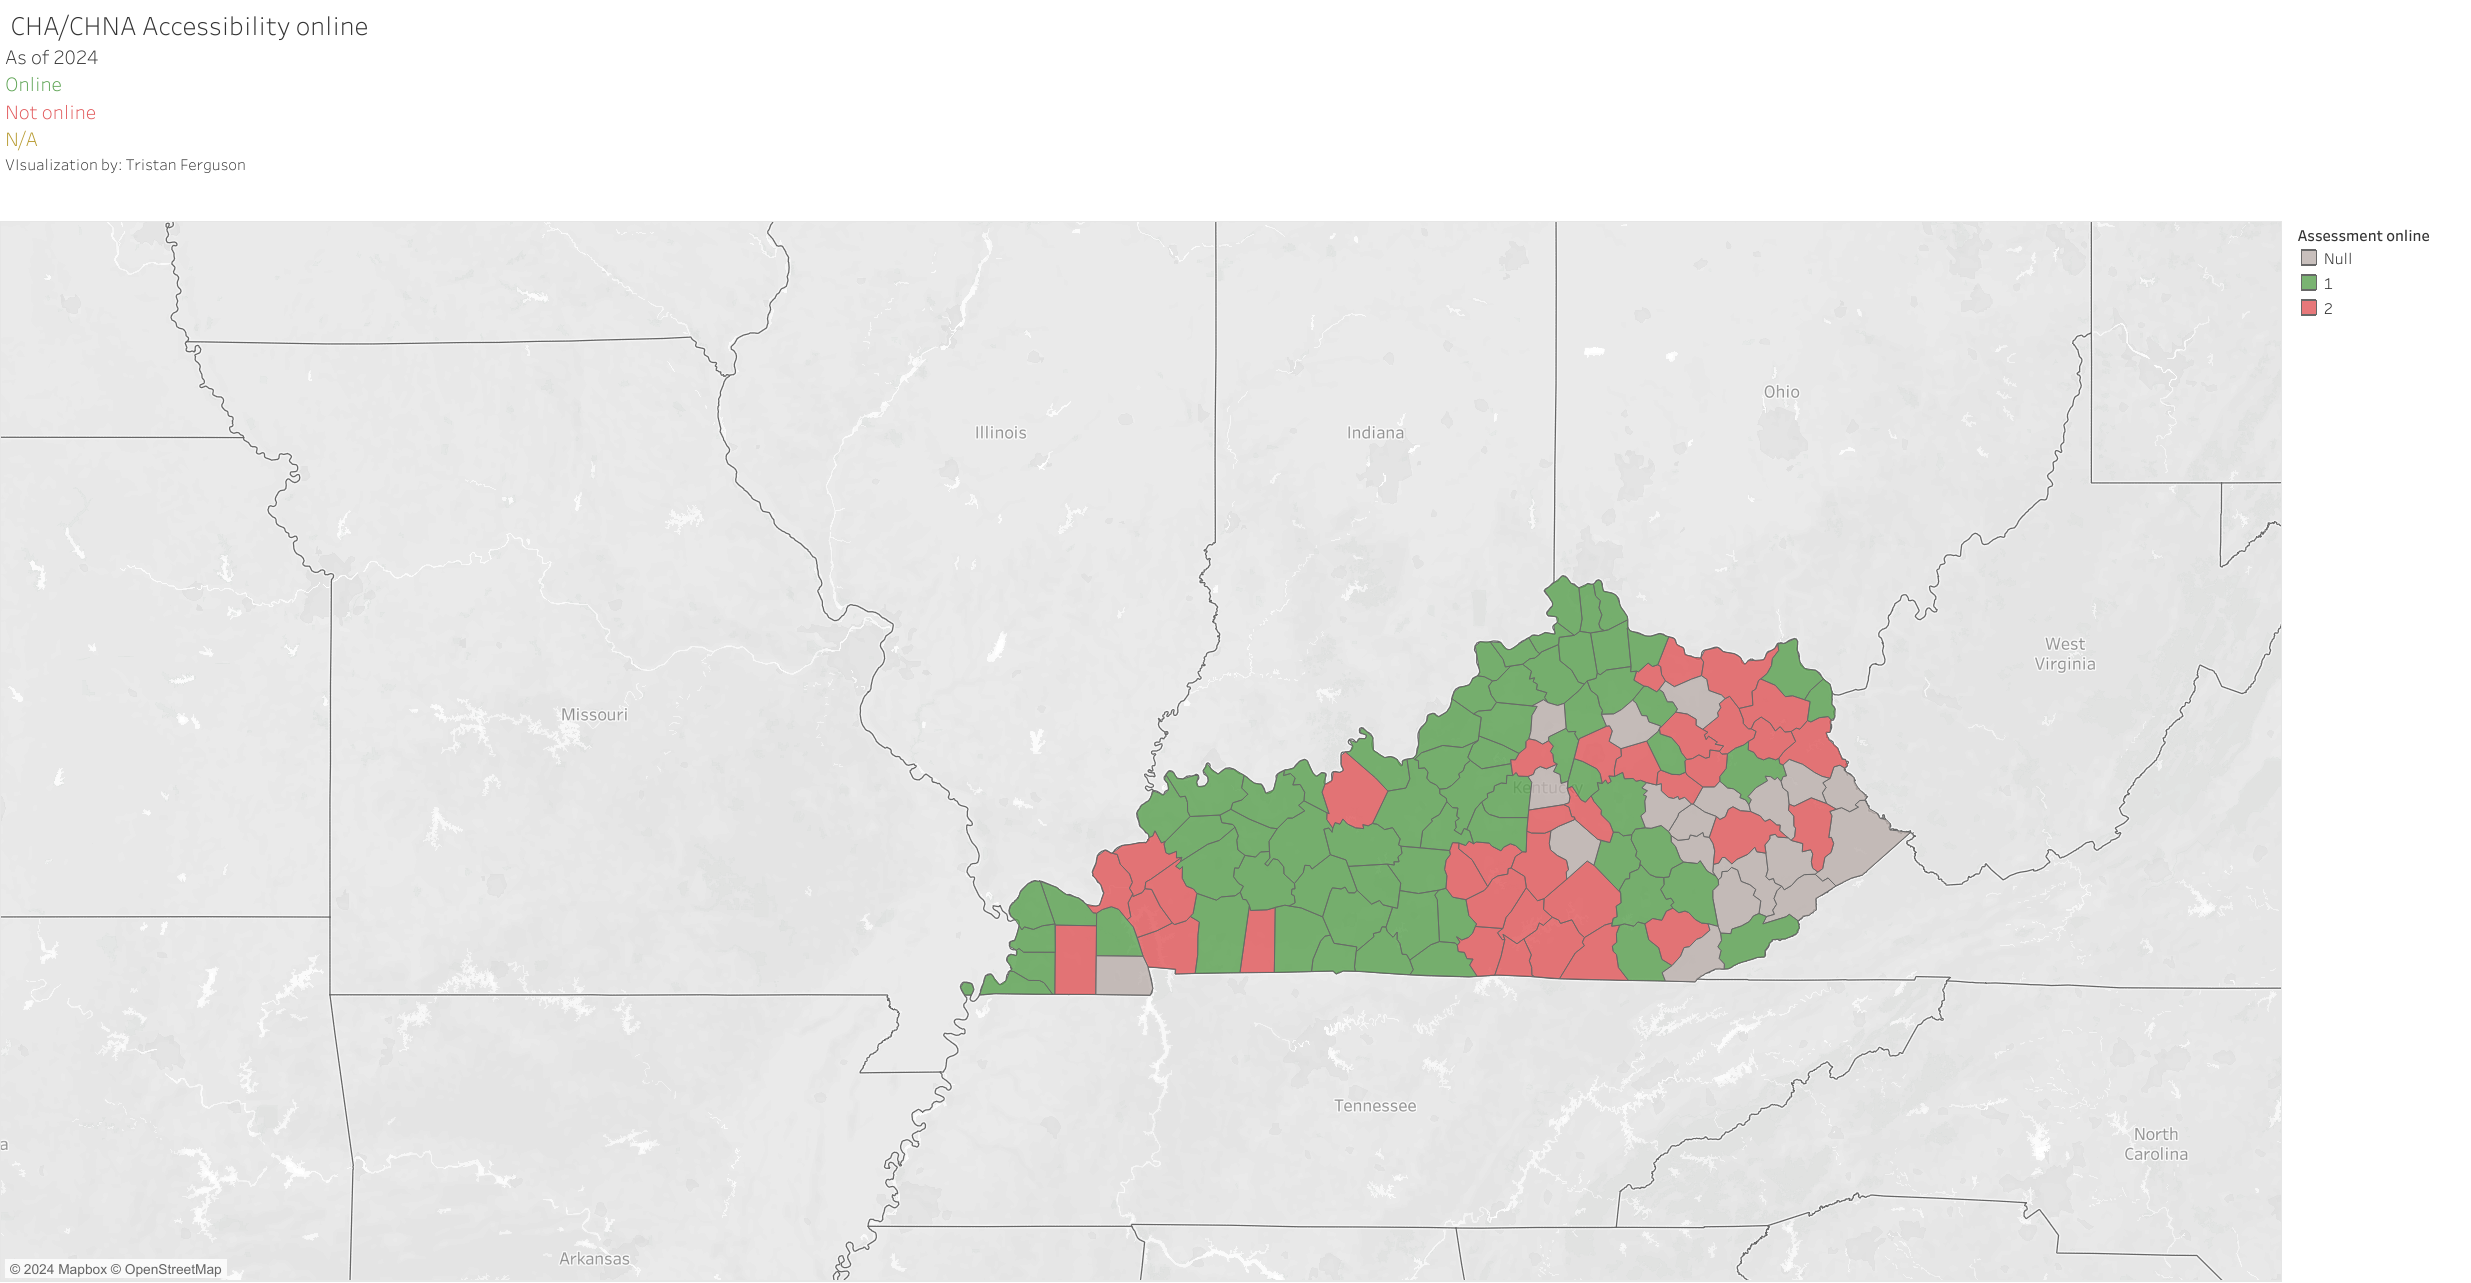 CHA/CHNA Accessibility online
As of 2024
Online
Not online
N/A
VIsualization by: Tristan Ferguson
Assessment online
Null
1
2
Ohio
Illinois
Indiana
West
Virginia
Missouri
Kentucky
Tennessee
North
Carolina
a
Arkansas
© 2024 Mapbox © OpenStreetMap